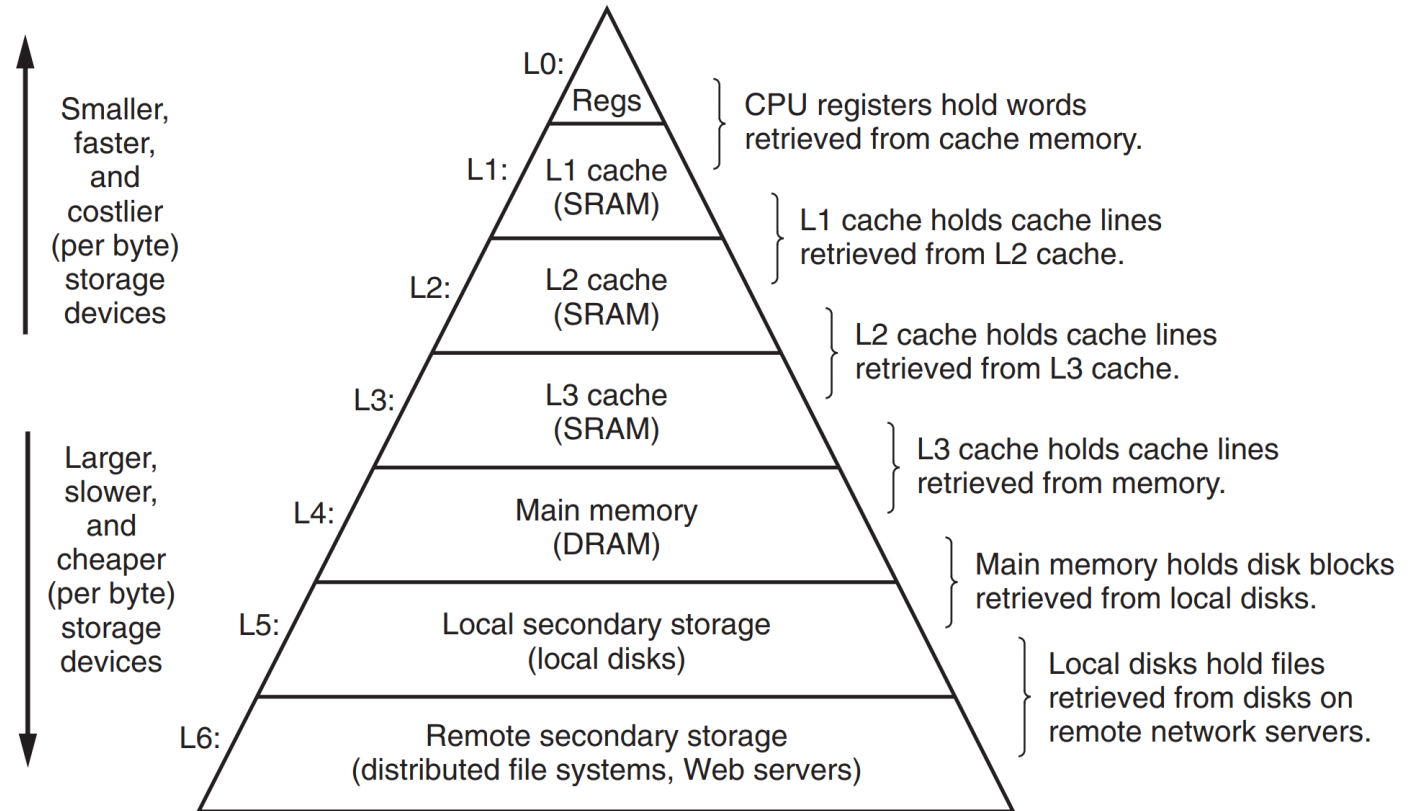 Smaller,
faster,
and
costlier
(per byte)
storage
devices
Larger,
slower,
and
cheaper
(per byte)
storage
devices
L0:
Regs
L1:
L1 cache
(SRAM)
L2:
L2 cache
(SRAM)
L3:
L3 cache
(SRAM)
L4:
Main memory
(DRAM)
L5:
Local secondary storage
(local disks)
L6:
Remote secondary storage
(distributed file systems, Web servers)
CPU registers hold words
retrieved from cache memory.
L1 cache holds cache lines
retrieved from L2 cache.
L2 cache holds cache lines
retrieved from L3 cache.
L3 cache holds cache lines
retrieved from memory.
Main memory holds disk blocks
retrieved from local disks.
Local disks hold files
retrieved from disks on
remote network servers.